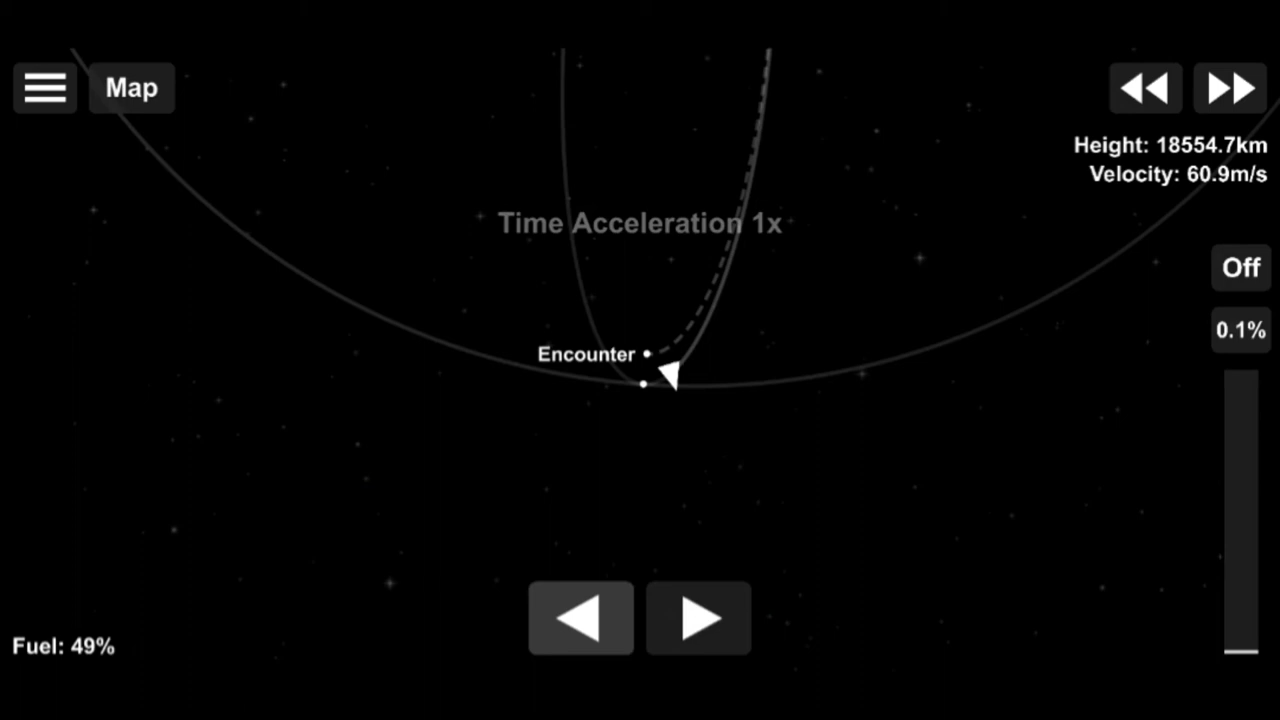 Map
Height: 18554.7km
Velocity: 60.9m/s
Time Acceleration 1x
Off
0.1%
Encounter
Fuel: 49%